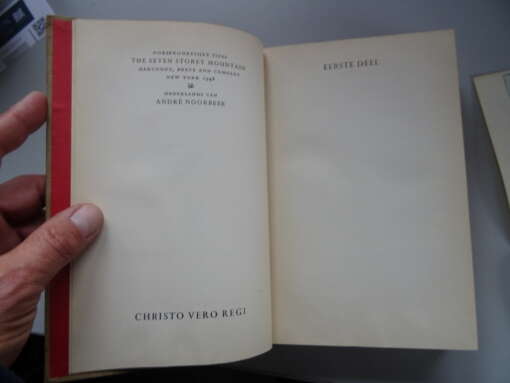 OORSPRONKELIJKE TITEL
THE SEVEN STOREY MOUNTAIN
HARCOURT, BRACE AND COMPANY
NEW YORK 1948
NEDERLANDS VAN
ANDRÉ NOORBEEK
CHRISTO VERO REGI
EERSTE DEEL